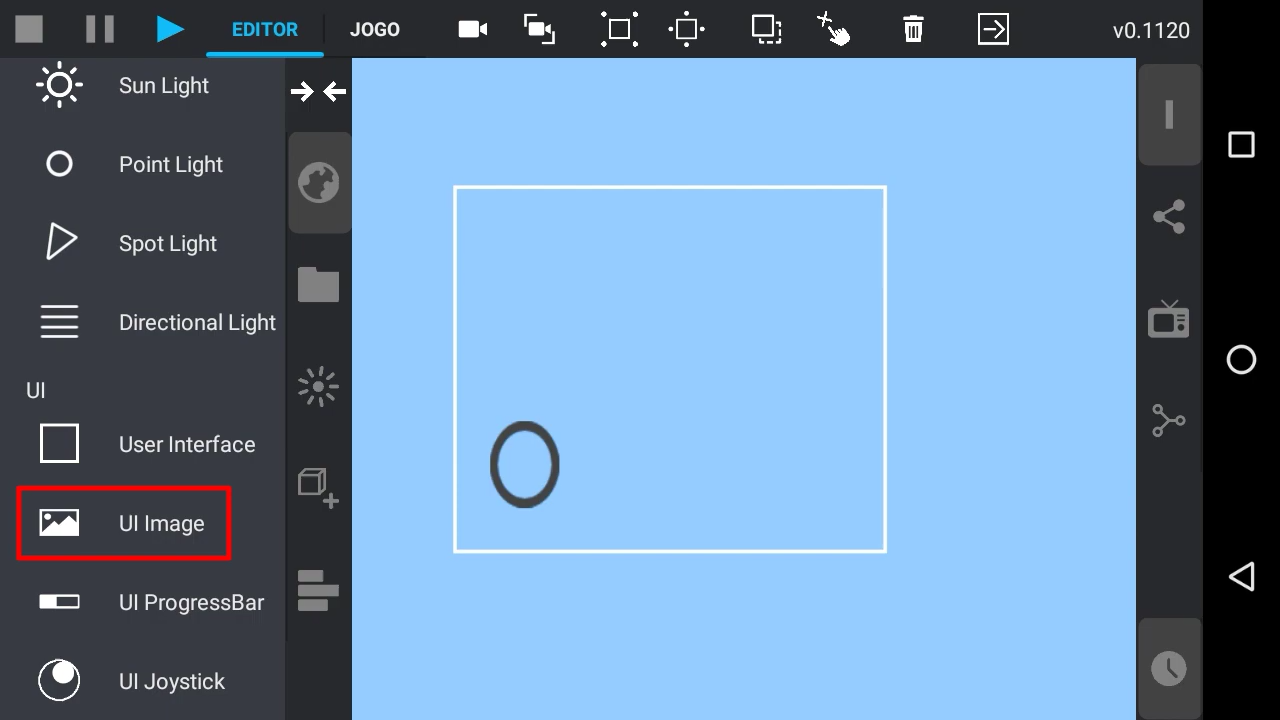 EDITOR JOGO v0.1120
Sun Light
Point Light
Spot Light
Directional Light
UI
User Interface
UI Image
UI ProgressBar
UI Joystick